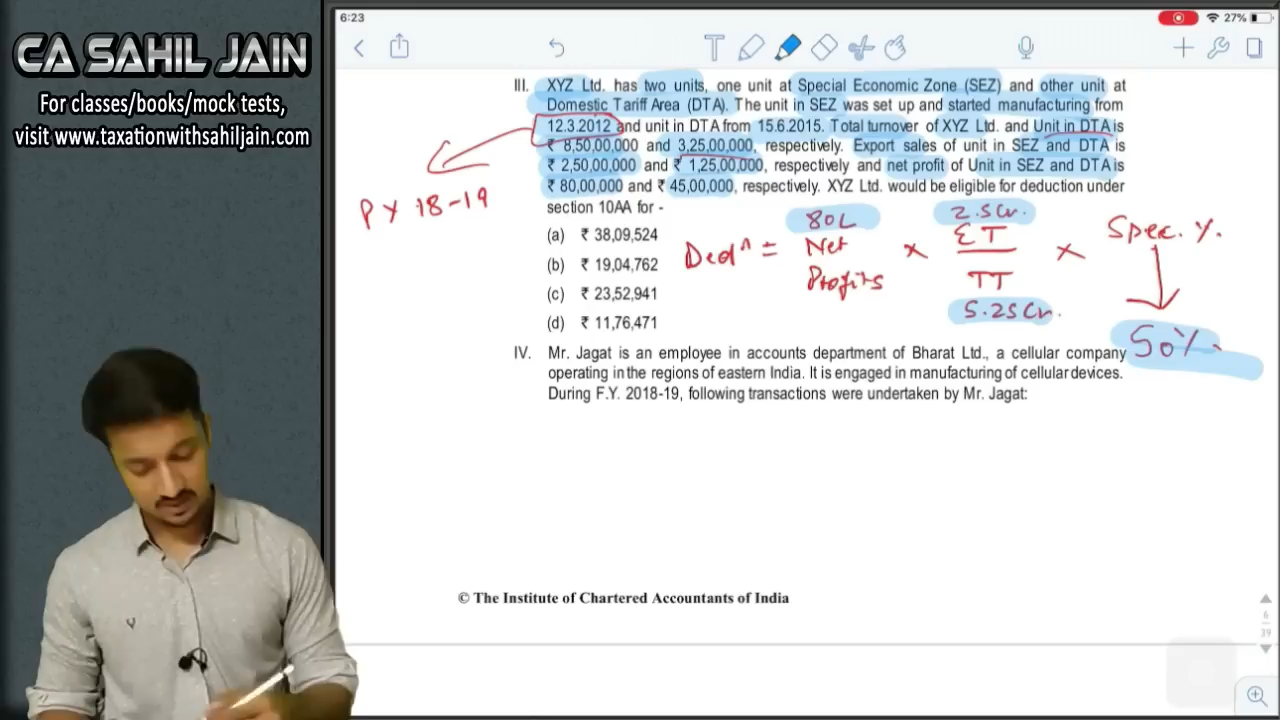 CA SAHIL JAIN
For classes/books/mock tests,
visit www.taxationwithsahiljain.com
6:23
27%
III. XYZ Ltd. has two units, one unit at Special Economic Zone (SEZ) and other unit at
Domestic Tariff Area (DTA). The unit in SEZ was set up and started manufacturing from
12.3.2012 and unit in DTA from 15.6.2015. Total turnover of XYZ Ltd. and Unit in DTA is
₹ 8,50,00,000 and 3,25,00,000, respectively. Export sales of unit in SEZ and DTA is
₹ 2,50,00,000 and ₹ 1,25,00,000, respectively and net profit of Unit in SEZ and DTA is
₹ 80,00,000 and ₹ 45,00,000, respectively. XYZ Ltd. would be eligible for deduction under
section 10AA for -
(a) ₹ 38,09,524
(b) ₹ 19,04,762
(c) ₹ 23,52,941
(d) ₹ 11,76,471
PY 18-19
80L 2.5Cr.
Dedⁿ = Net Profits × ET × Spec. %.
TT
5.25Cr.
50%
IV. Mr. Jagat is an employee in accounts department of Bharat Ltd., a cellular company
operating in the regions of eastern India. It is engaged in manufacturing of cellular devices.
During F.Y. 2018-19, following transactions were undertaken by Mr. Jagat:
© The Institute of Chartered Accountants of India
6
39